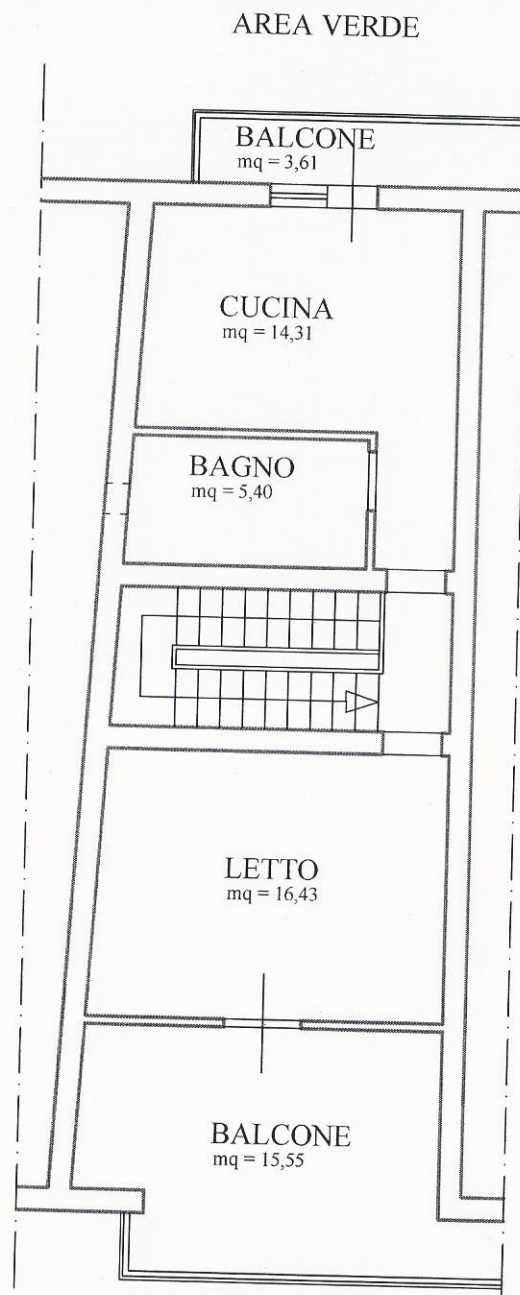 AREA VERDE
BALCONE
mq = 3,61
CUCINA
mq = 14,31
BAGNO
mq = 5,40
LETTO
mq = 16,43
BALCONE
mq = 15,55